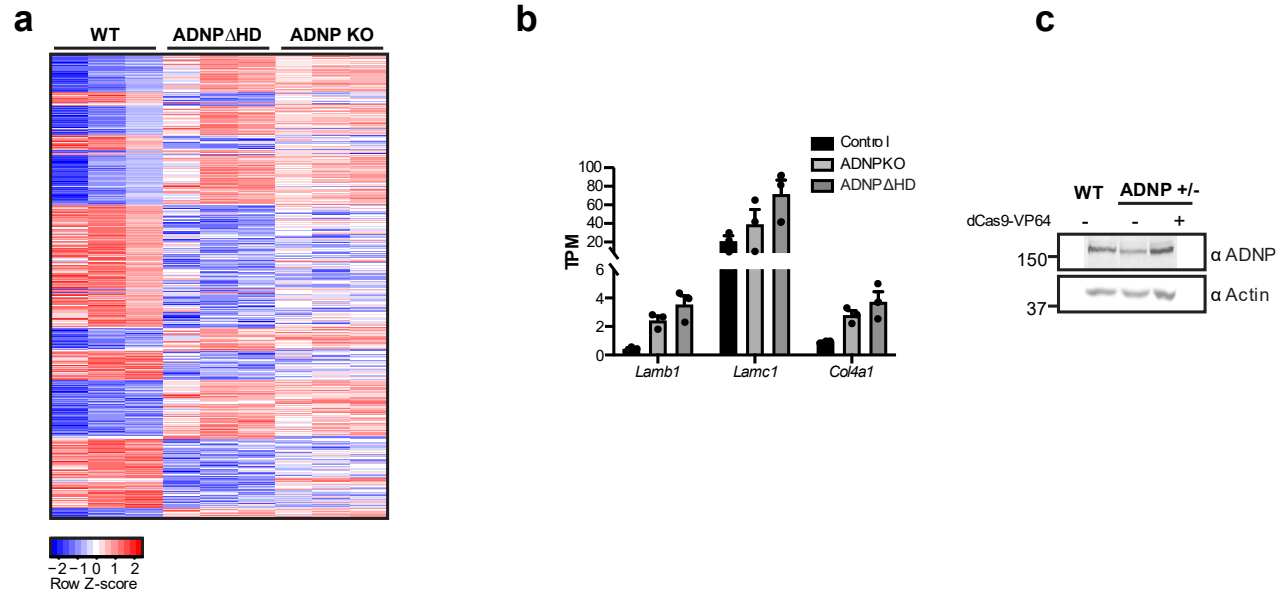 a
WT ADNPΔHD ADNP KO
−2 −1 0 1 2
Row Z-score
b
Control
ADNPKO
ADNPΔHD
TPM
100
80
60
40
20
6
4
2
0
Lamb1 Lamc1 Col4a1
c
WT ADNP +/-
dCas9-VP64 - - +
150 α ADNP
37 α Actin